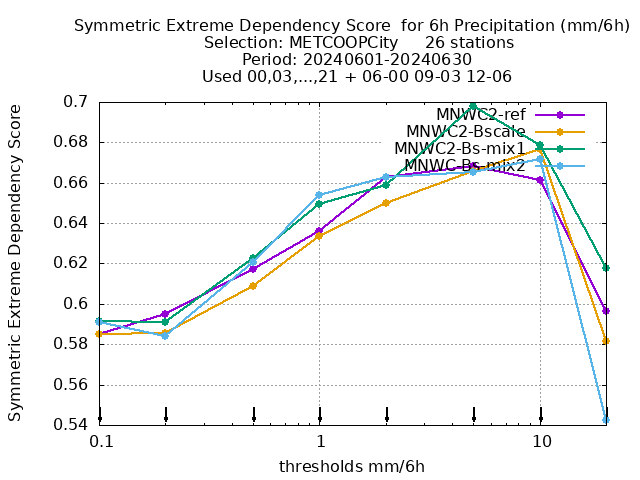 Symmetric Extreme Dependency Score  for 6h Precipitation (mm/6h)
Selection: METCOOPCity     26 stations
Period: 20240601-20240630
Used 00,03,...,21 + 06-00 09-03 12-06
Symmetric Extreme Dependency Score
0.7
0.68
0.66
0.64
0.62
0.6
0.58
0.56
0.54
MNWC2-ref
MNWC2-Bscale
MNWC2-Bs-mix1
MNWC-Bs-mix2
0.1
1
10
thresholds mm/6h